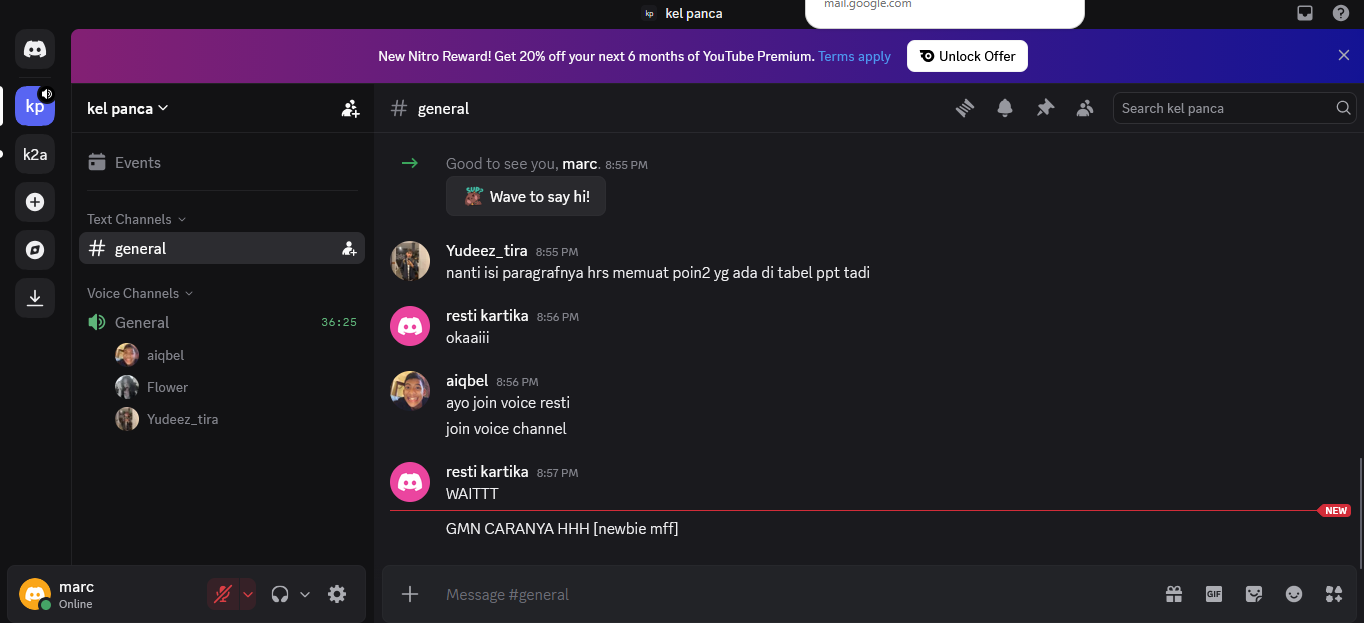 kp kel panca
mail.google.com
New Nitro Reward! Get 20% off your next 6 months of YouTube Premium. Terms apply
Unlock Offer
kp
k2a
kel panca
Events
Text Channels
general
Voice Channels
General 36:25
aiqbel
Flower
Yudeez_tira
marc
Online
# general
Search kel panca
Good to see you, marc. 8:55 PM
SUP?
Wave to say hi!
Yudeez_tira 8:55 PM
nanti isi paragrafnya hrs memuat poin2 yg ada di tabel ppt tadi
resti kartika 8:56 PM
okaaiii
aiqbel 8:56 PM
ayo join voice resti
join voice channel
resti kartika 8:57 PM
WAITTT
NEW
GMN CARANYA HHH [newbie mff]
Message #general
GIF